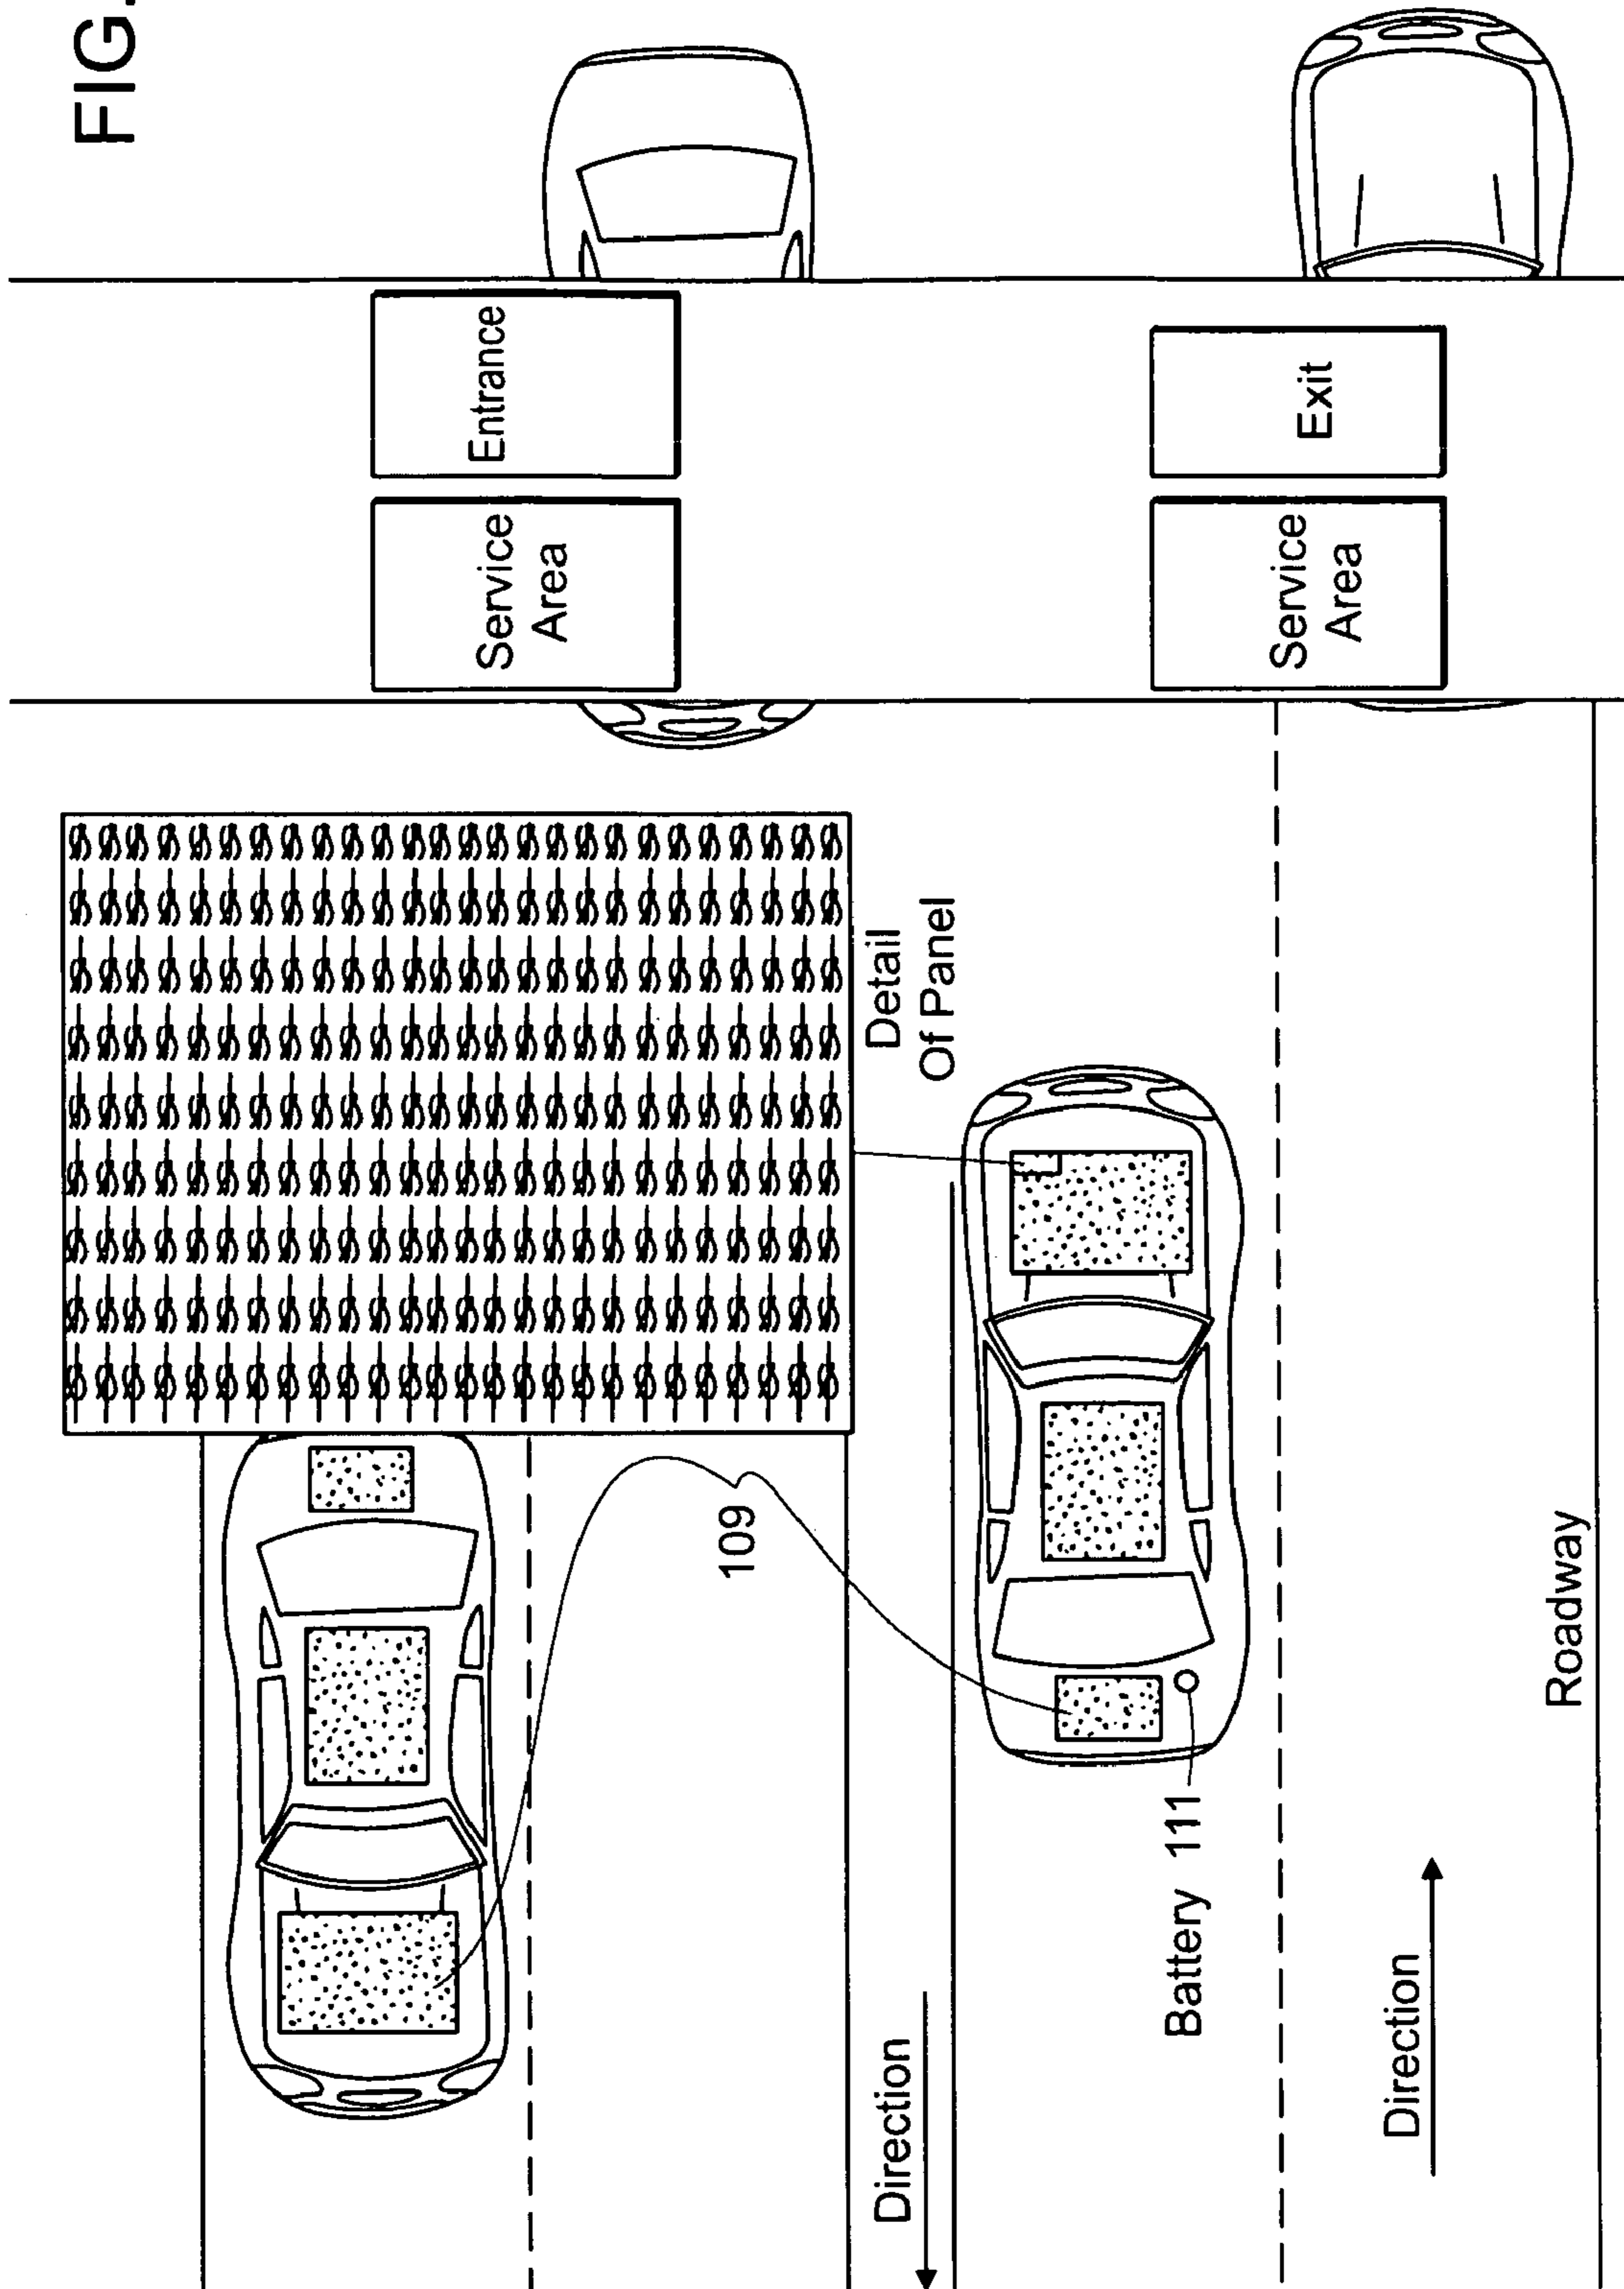 FIG.
Entrance
Service
Area
Exit
Service
Area
Detail
Of Panel
109
Battery 111
Roadway
Direction
Direction